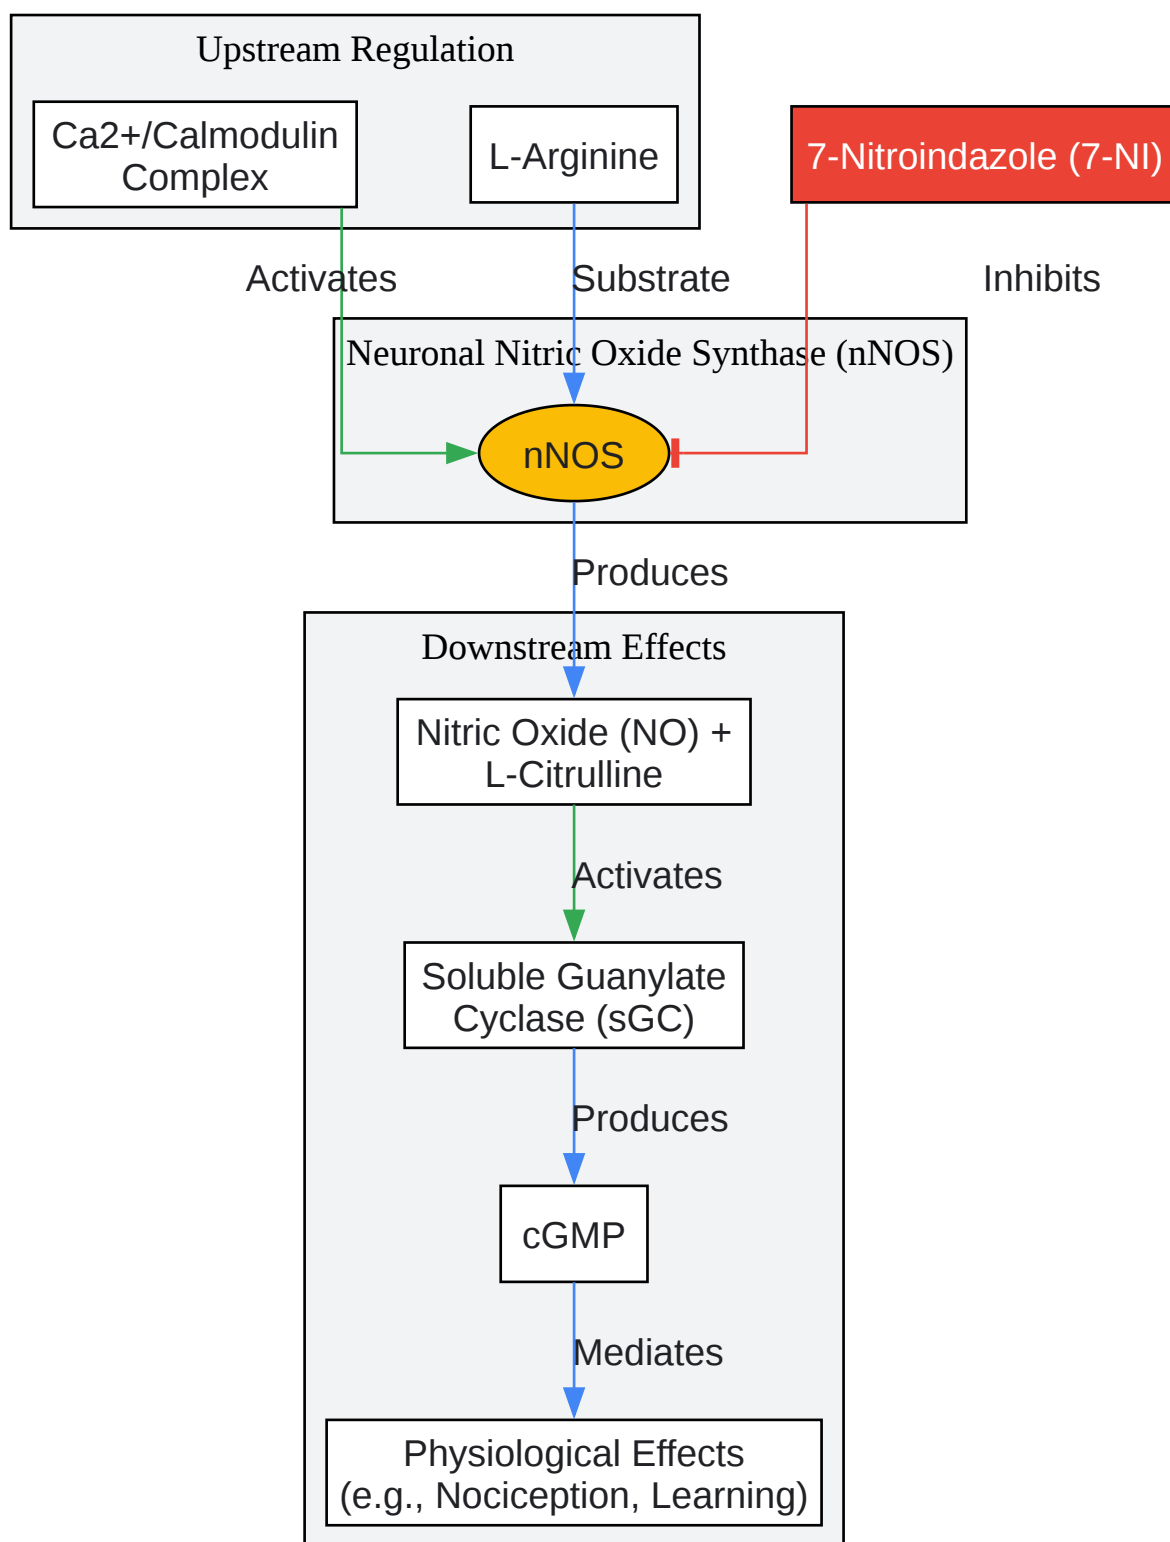 Upstream Regulation
Ca2+/Calmodulin
Complex
L-Arginine
7-Nitroindazole (7-NI)
Activates
Substrate
Inhibits
Neuronal Nitric Oxide Synthase (nNOS)
nNOS
Produces
Downstream Effects
Nitric Oxide (NO) +
L-Citrulline
Activates
Soluble Guanylate
Cyclase (sGC)
Produces
cGMP
Mediates
Physiological Effects
(e.g., Nociception, Learning)